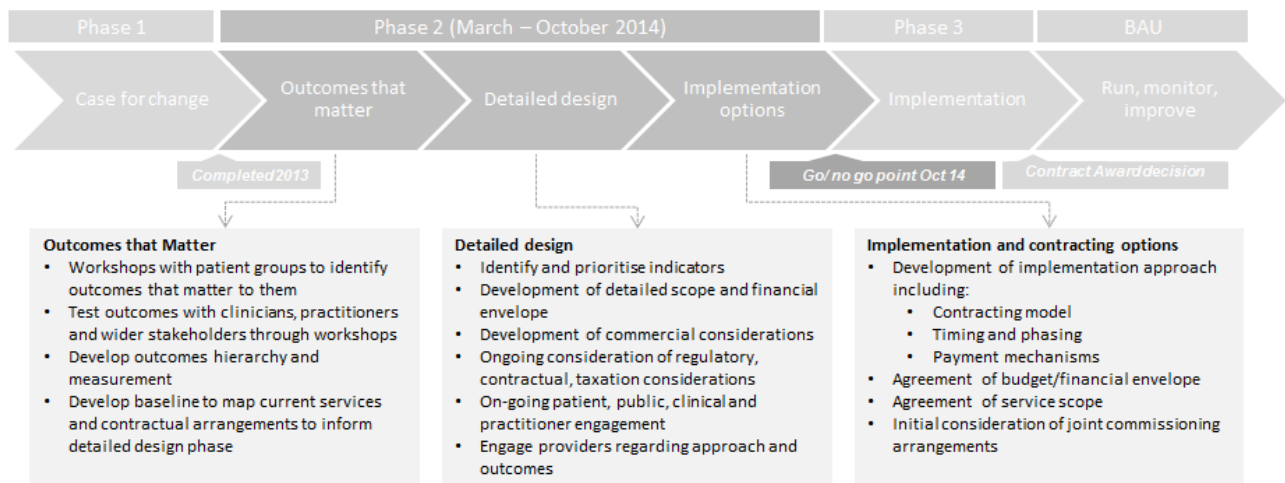 Phase 1
Phase 2 (March – October 2014)
Phase 3
BAU
Case for change
Outcomes that
matter
Detailed design
Implementation
options
Implementation
Run, monitor,
improve
Completed 2013
Go/ no go point Oct 14
Contract Award decision
Outcomes that Matter
• Workshops with patient groups to identify
outcomes that matter to them
• Test outcomes with clinicians, practitioners
and wider stakeholders through workshops
• Develop outcomes hierarchy and
measurement
• Develop baseline to map current services
and contractual arrangements to inform
detailed design phase
Detailed design
• Identify and prioritise indicators
• Development of detailed scope and financial
envelope
• Development of commercial considerations
• Ongoing consideration of regulatory,
contractual, taxation considerations
• On-going patient, public, clinical and
practitioner engagement
• Engage providers regarding approach and
outcomes
Implementation and contracting options
• Development of implementation approach
including:
• Contracting model
• Timing and phasing
• Payment mechanisms
• Agreement of budget/financial envelope
• Agreement of service scope
• Initial consideration of joint commissioning
arrangements